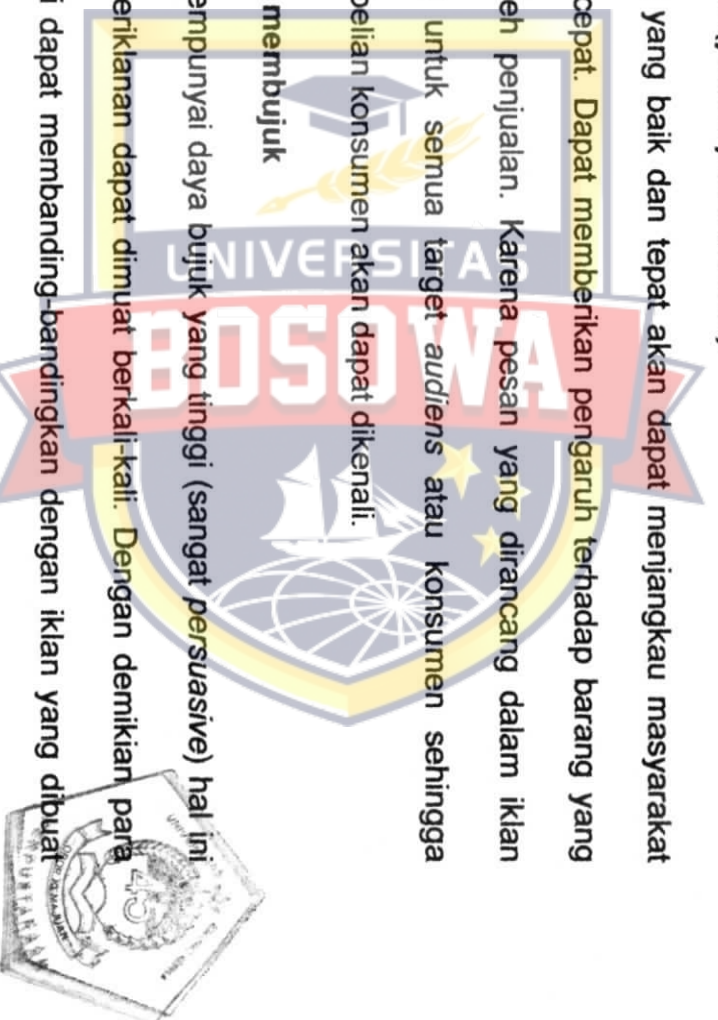 yang baik dan tepat akan dapat menjangkau masyarakat
cepat. Dapat memberikan pengaruh terhadap barang yang
eh penjualan. Karena pesan yang dirancang dalam iklan
untuk semua target audiens atau konsumen sehingga
belian konsumen akan dapat dikenali.
membujuk
empunyai daya bujuk yang tinggi (sangat persuasive) hal ini
eriklanan dapat dimuat berkali-kali. Dengan demikian para
i dapat membanding-bandingkan dengan iklan yang dibuat
UNIVERSITAS
BOSOWA
45